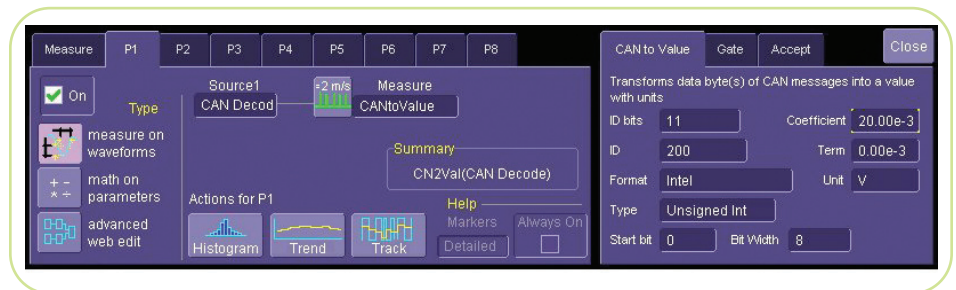 Measure P1 P2 P3 P4 P5 P6 P7 P8
On
Type
measure on
waveforms
math on
parameters
advanced
web edit
Source1
CAN Decod
=2 m/s
Measure
CANtoValue
Summary
CN2Val(CAN Decode)
Actions for P1
Histogram
Trend
Track
Help
Markers
Detailed
Always On
CAN to Value Gate Accept Close
Transforms data byte(s) of CAN messages into a value
with units
ID bits 11 Coefficient 20.00e-3
ID 200 Term 0.00e-3
Format Intel Unit V
Type Unsigned Int
Start bit 0 Bit Width 8